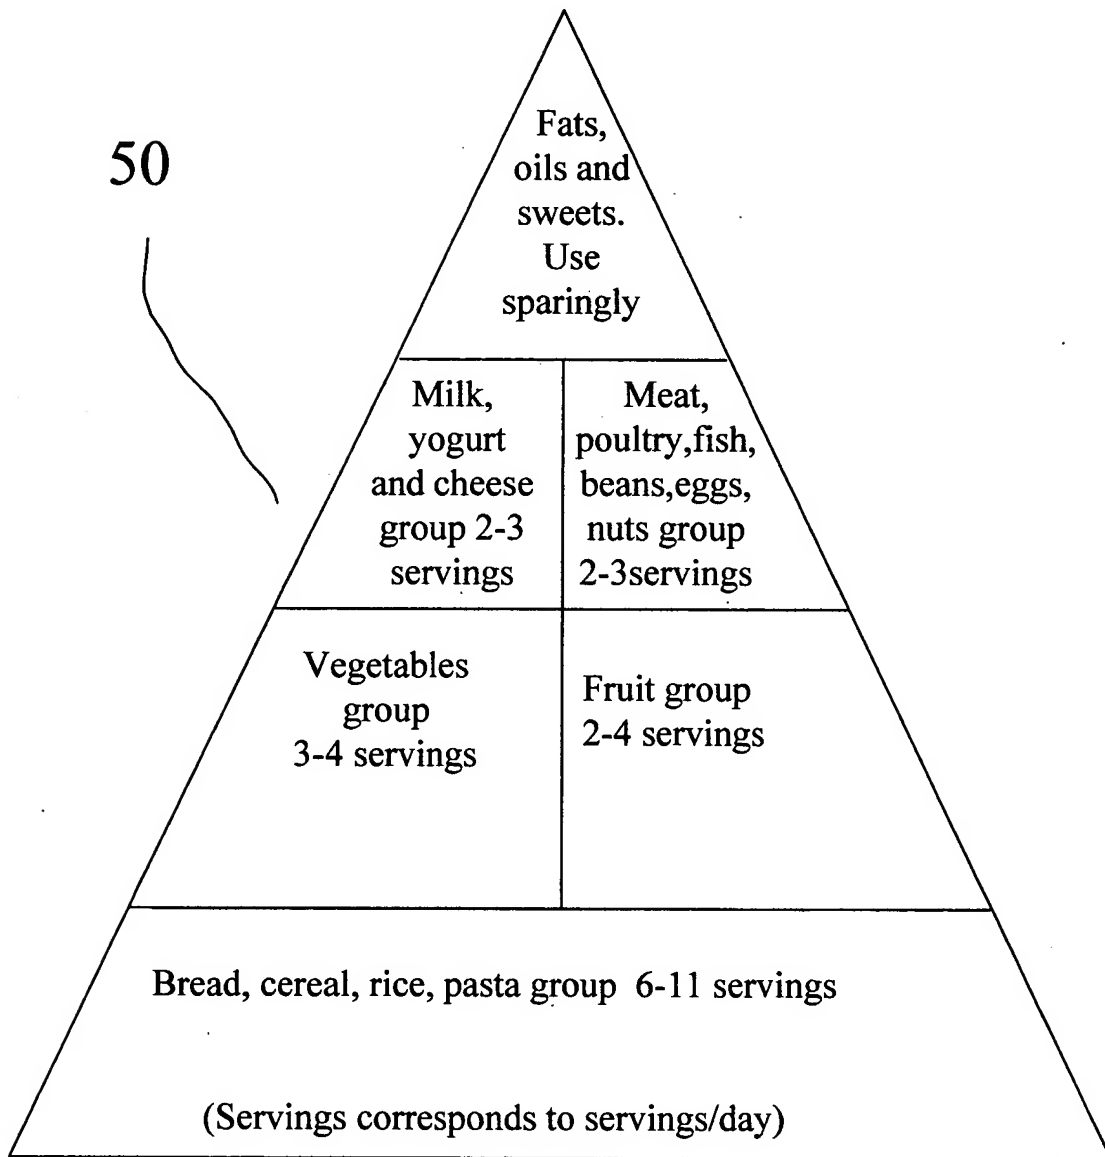 50
Fats,
oils and
sweets.
Use
sparingly
Milk,
yogurt
and cheese
group 2-3
servings
Meat,
poultry,fish,
beans,eggs,
nuts group
2-3servings
Vegetables
group
3-4 servings
Fruit group
2-4 servings
Bread, cereal, rice, pasta group 6-11 servings
(Servings corresponds to servings/day)